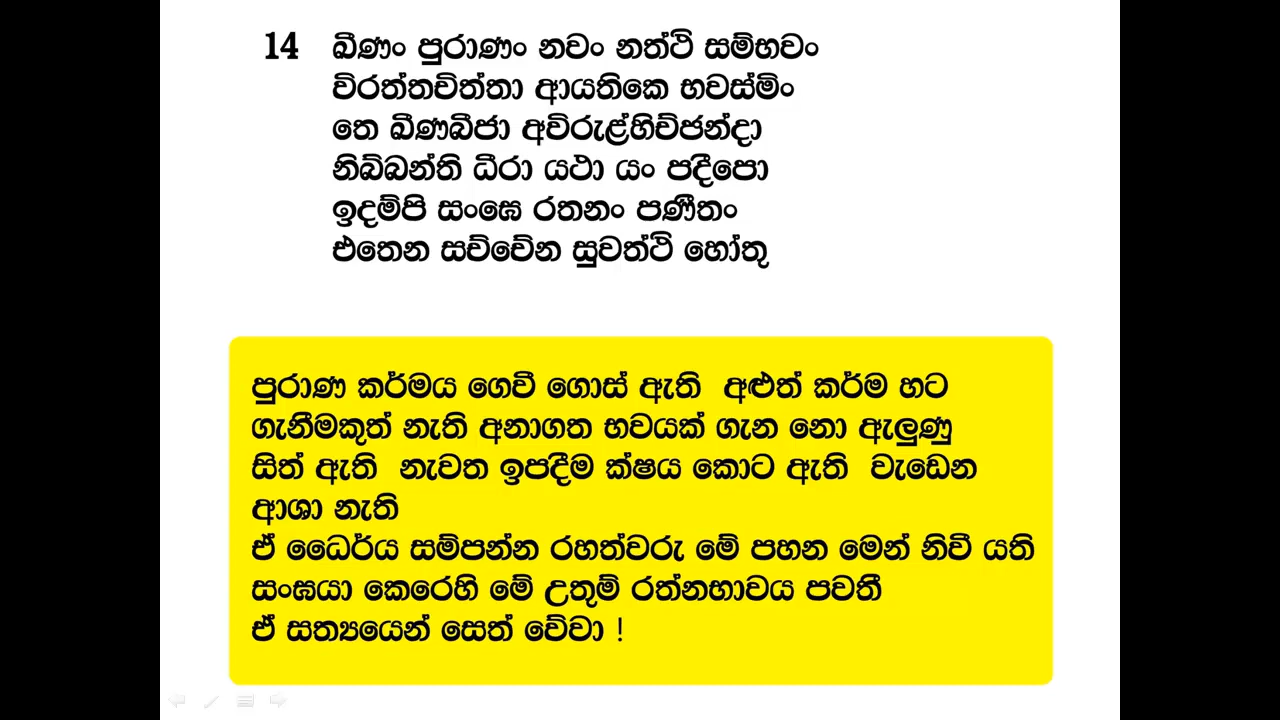 14 ඛීණං පුරාණං නවං නත්ථි සම්භවං
විරත්තචිත්තා ආයතිකෙ භවස්මිං
තෙ ඛීණබීජා අවිරුළ්හිච්ඡන්දා
නිබ්බන්ති ධීරා යථා යං පදීපො
ඉදම්පි සංඝෙ රතනං පණීතං
එතෙන සච්චේන සුවත්ථි හෝතු
පුරාණ කර්මය ගෙවී ගොස් ඇති අළුත් කර්ම හට
ගැනීමකුත් නැති අනාගත භවයක් ගැන නො ඇලුණු
සිත් ඇති නැවත ඉපදීම ක්ෂය කොට ඇති වැඩෙන
ආශා නැති
ඒ ධෛර්ය සම්පන්න රහත්වරු මේ පහන මෙන් නිවී යති
සංඝයා කෙරෙහි මේ උතුම් රත්නභාවය පවතී
ඒ සත්‍යයෙන් සෙත් වේවා !